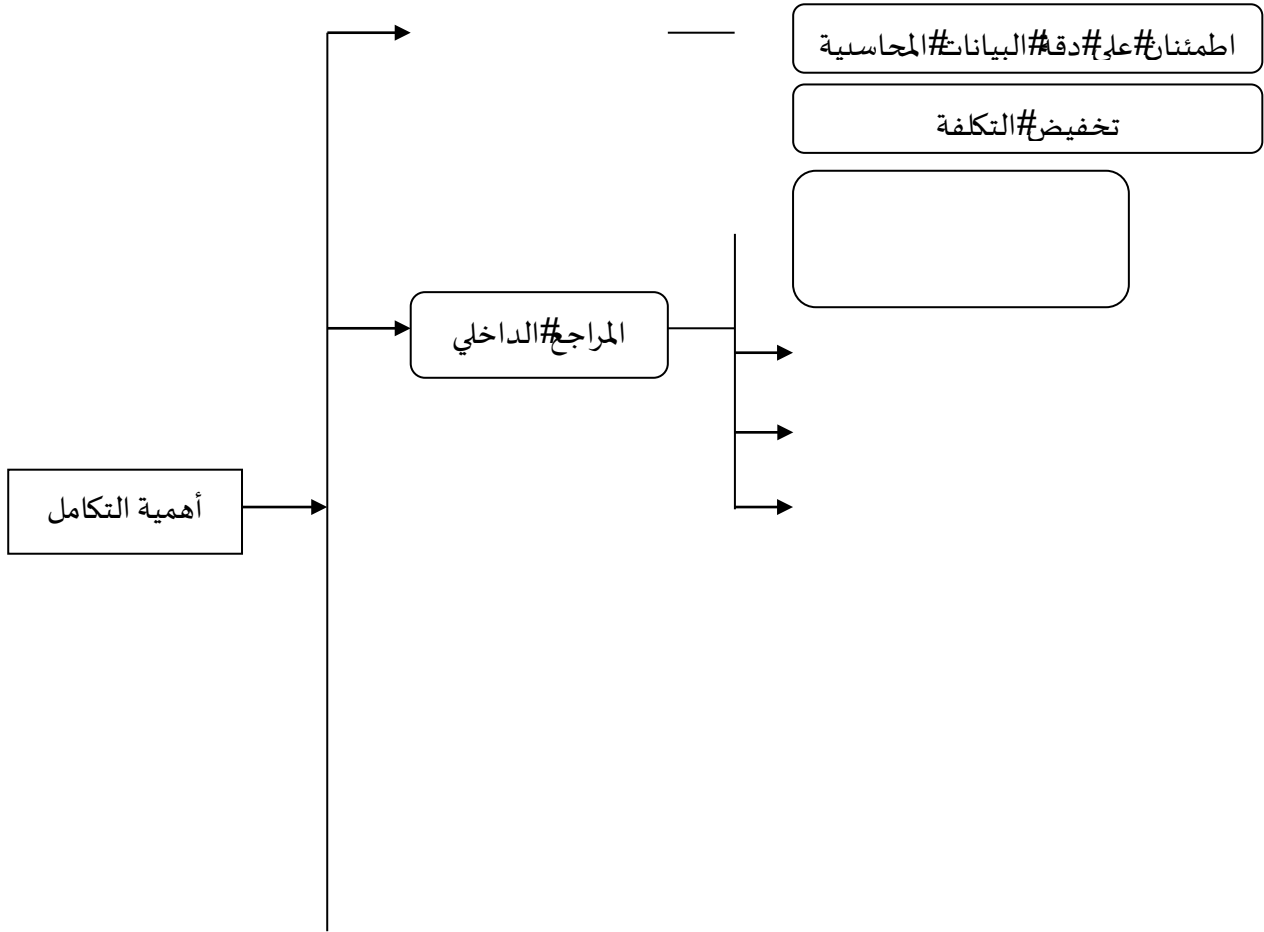 اطمئنان#على#دقة#البيانات#المحاسبية
تخفيض#التكلفة
المراجع#الداخلي
أهمية التكامل